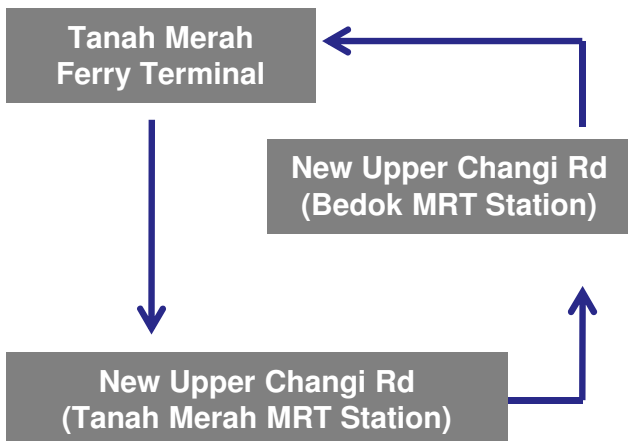 Tanah Merah
Ferry Terminal
New Upper Changi Rd
(Bedok MRT Station)
New Upper Changi Rd
(Tanah Merah MRT Station)